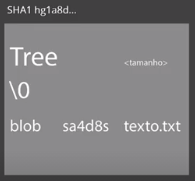 SHA1 hg1a8d...
Tree <tamanho>
\0
blob sa4d8s texto.txt